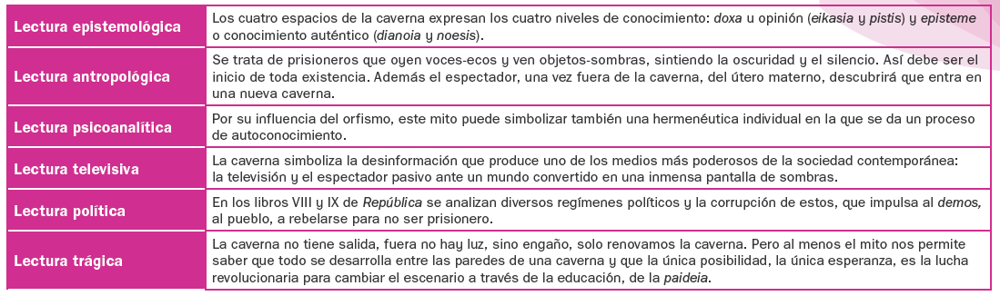 Lectura epistemológica
Los cuatro espacios de la caverna expresan los cuatro niveles de conocimiento: doxa u opinión (eikasia y pistis) y episteme
o conocimiento auténtico (dianoia y noesis).
Lectura antropológica
Se trata de prisioneros que oyen voces-ecos y ven objetos-sombras, sintiendo la oscuridad y el silencio. Así debe ser el
inicio de toda existencia. Además el espectador, una vez fuera de la caverna, del útero materno, descubrirá que entra en
una nueva caverna.
Lectura psicoanalítica
Por su influencia del orfismo, este mito puede simbolizar también una hermenéutica individual en la que se da un proceso
de autoconocimiento.
Lectura televisiva
La caverna simboliza la desinformación que produce uno de los medios más poderosos de la sociedad contemporánea:
la televisión y el espectador pasivo ante un mundo convertido en una inmensa pantalla de sombras.
Lectura política
En los libros VIII y IX de República se analizan diversos regímenes políticos y la corrupción de estos, que impulsa al demos,
al pueblo, a rebelarse para no ser prisionero.
Lectura trágica
La caverna no tiene salida, fuera no hay luz, sino engaño, solo renovamos la caverna. Pero al menos el mito nos permite
saber que todo se desarrolla entre las paredes de una caverna y que la única posibilidad, la única esperanza, es la lucha
revolucionaria para cambiar el escenario a través de la educación, de la paideia.